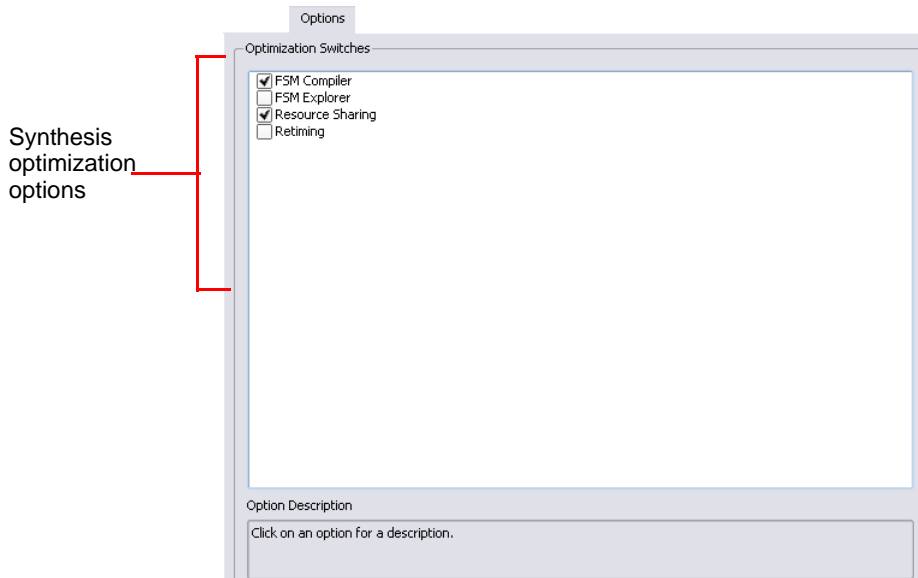 Options
Optimization Switches
FSM Compiler
FSM Explorer
Resource Sharing
Retiming
Synthesis
optimization
options
Option Description
Click on an option for a description.